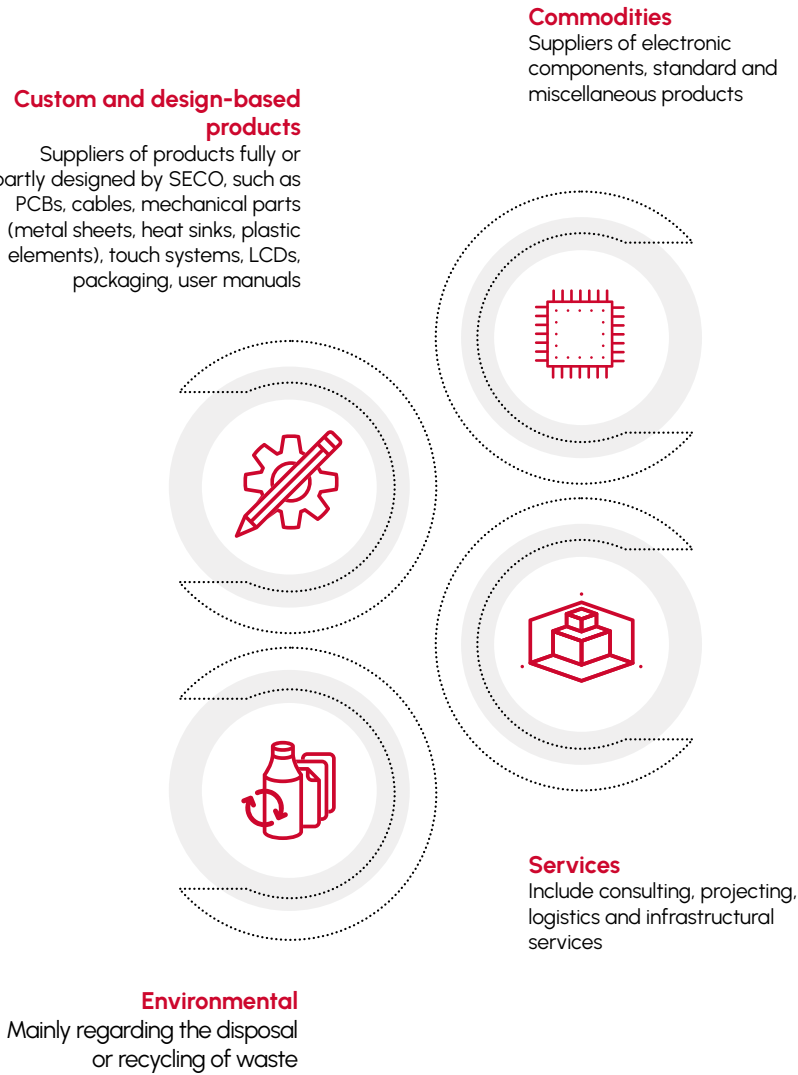 Commodities
Suppliers of electronic
components, standard and
miscellaneous products
Custom and design-based
products
Suppliers of products fully or
partly designed by SECO, such as
PCBs, cables, mechanical parts
(metal sheets, heat sinks, plastic
elements), touch systems, LCDs,
packaging, user manuals
Services
Include consulting, projecting,
logistics and infrastructural
services
Environmental
Mainly regarding the disposal
or recycling of waste